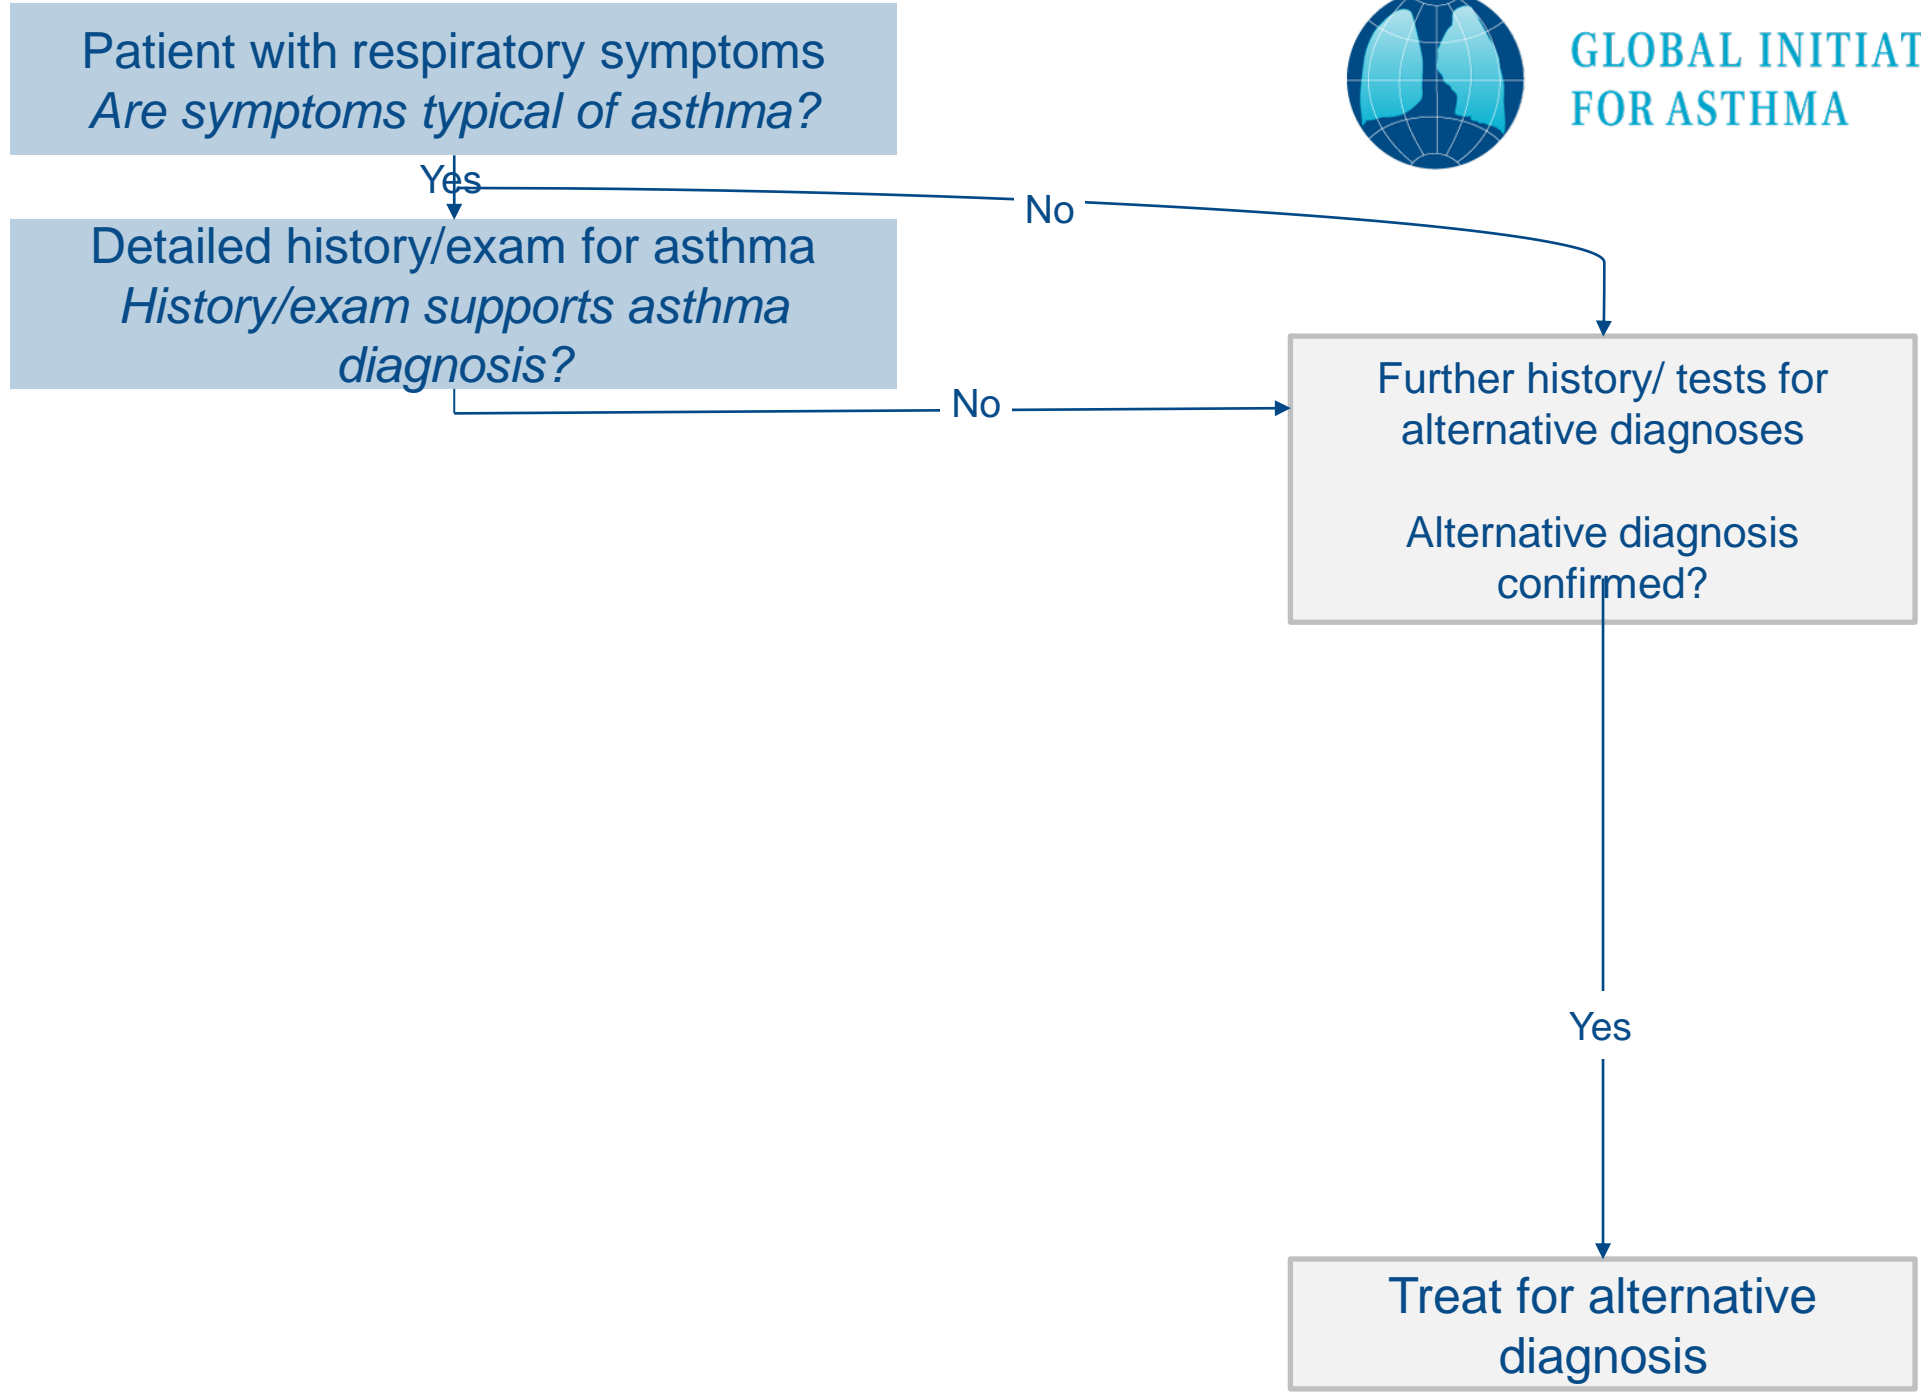 Patient with respiratory symptoms
Are symptoms typical of asthma?
GLOBAL INITIAT
FOR ASTHMA
Yes
No
Detailed history/exam for asthma
History/exam supports asthma
diagnosis?
No
Further history/ tests for
alternative diagnoses
Alternative diagnosis
confirmed?
Yes
Treat for alternative
diagnosis